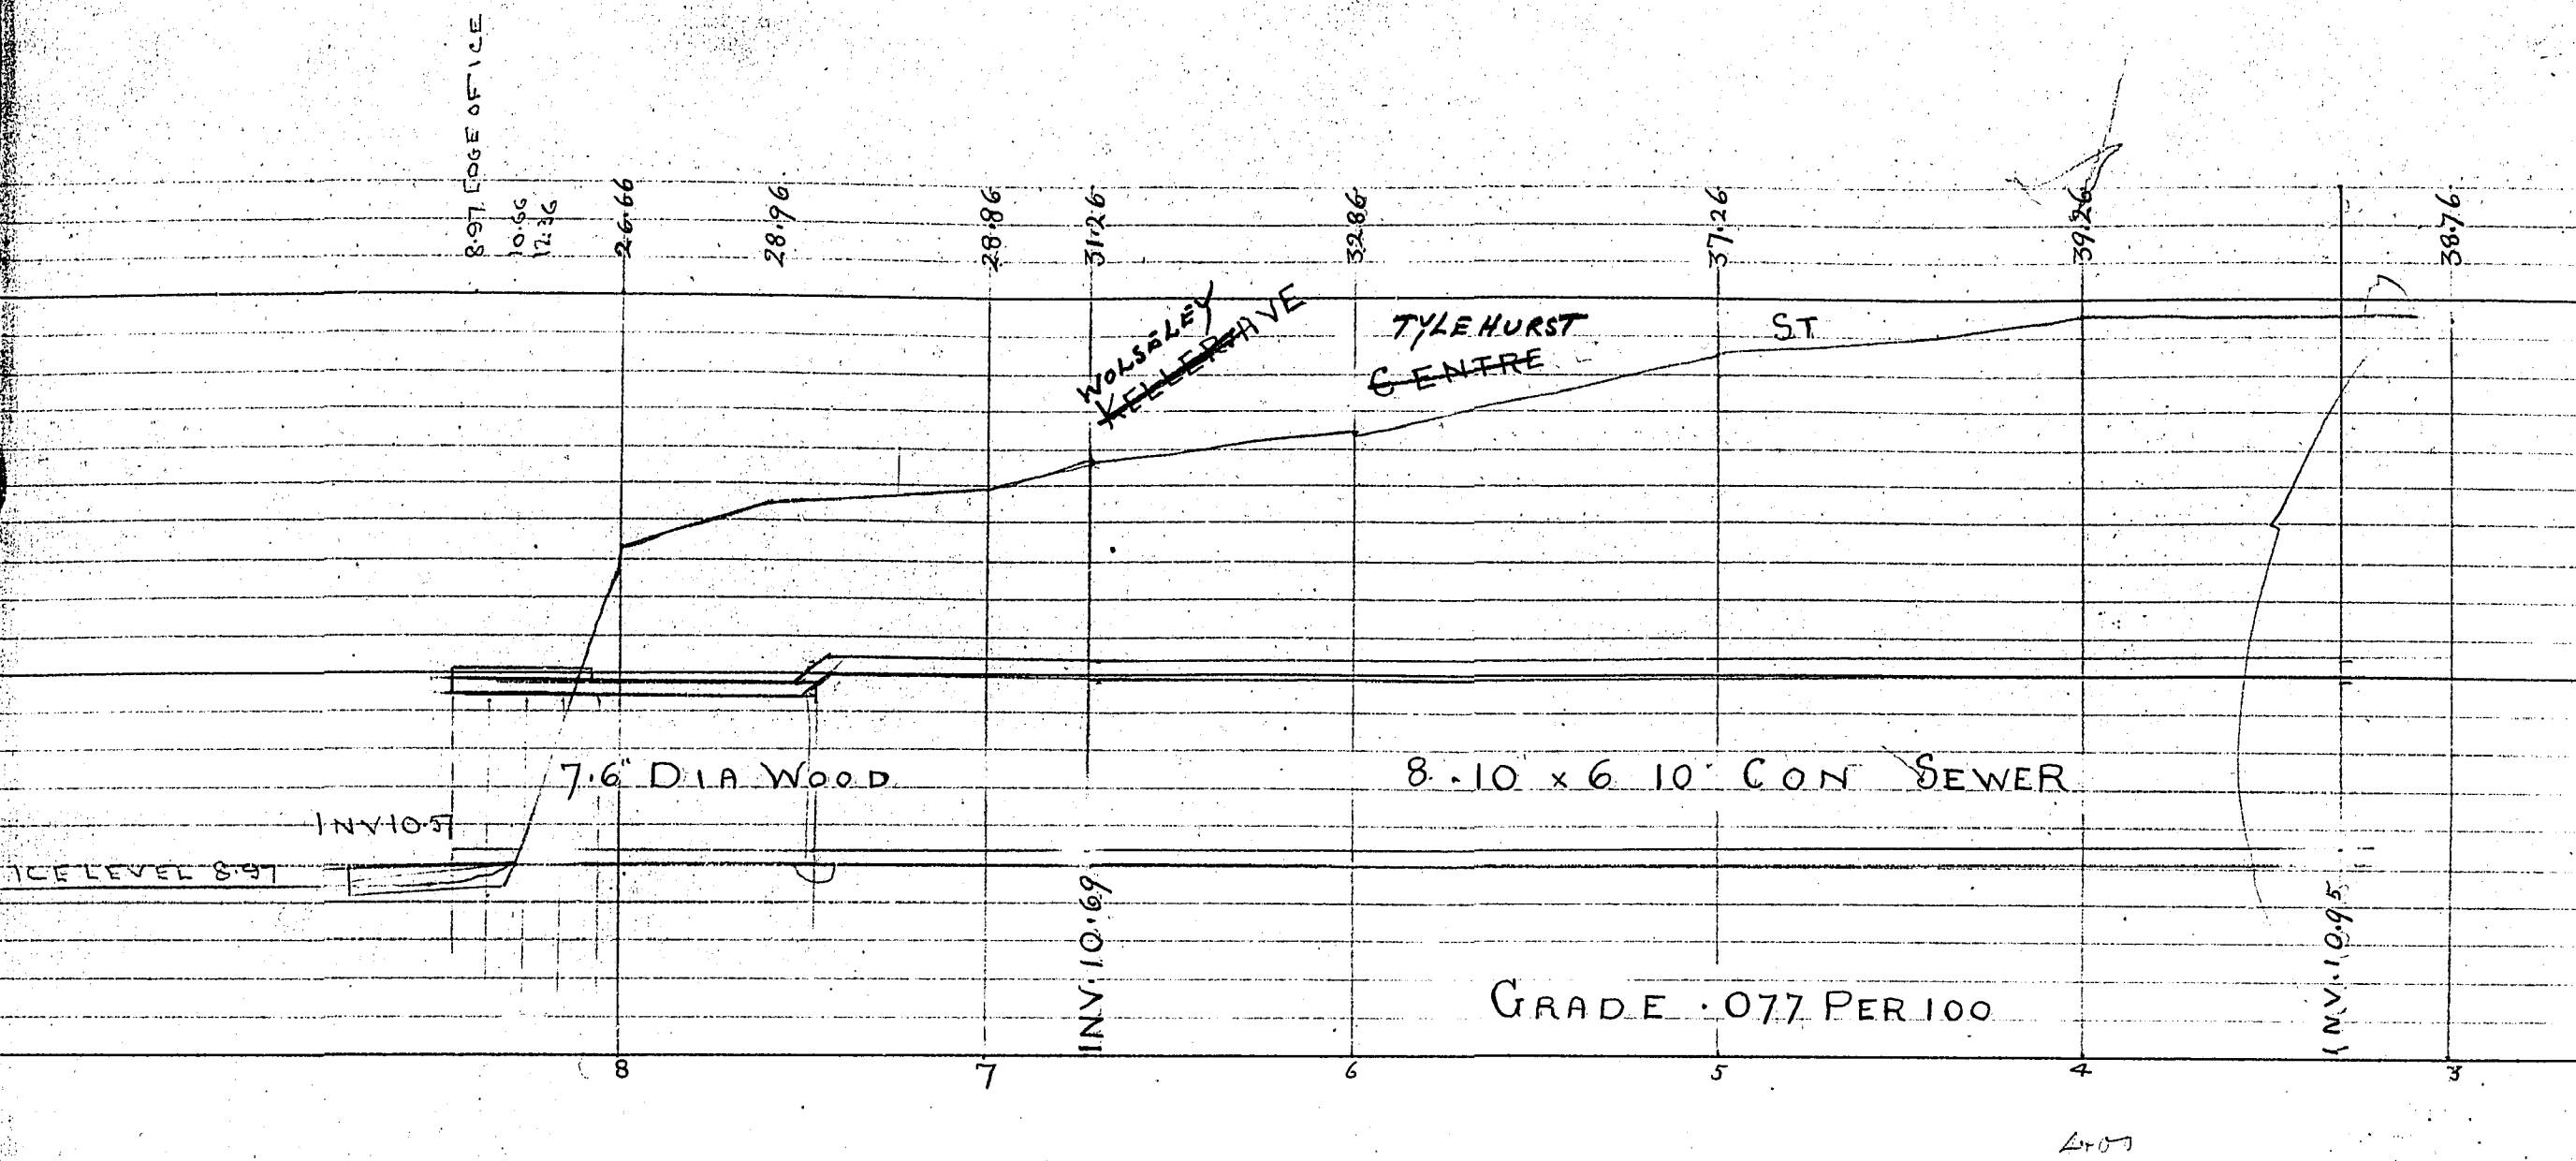 8.97 EDGE OF ICE
10.66
12.36
26.66
28.96
28.86
31.26
32.86
37.26
39.26
38.76
WOLSELEY
KELLER AVE
TYLEHURST ST
CENTRE
7.6" DIA WOOD
8.10 x 6 10 CON SEWER
INV 10.5
ICE LEVEL 8.97
INV. 10.69
INV. 10.95
GRADE .077 PER 100
8 7 6 5 4 3